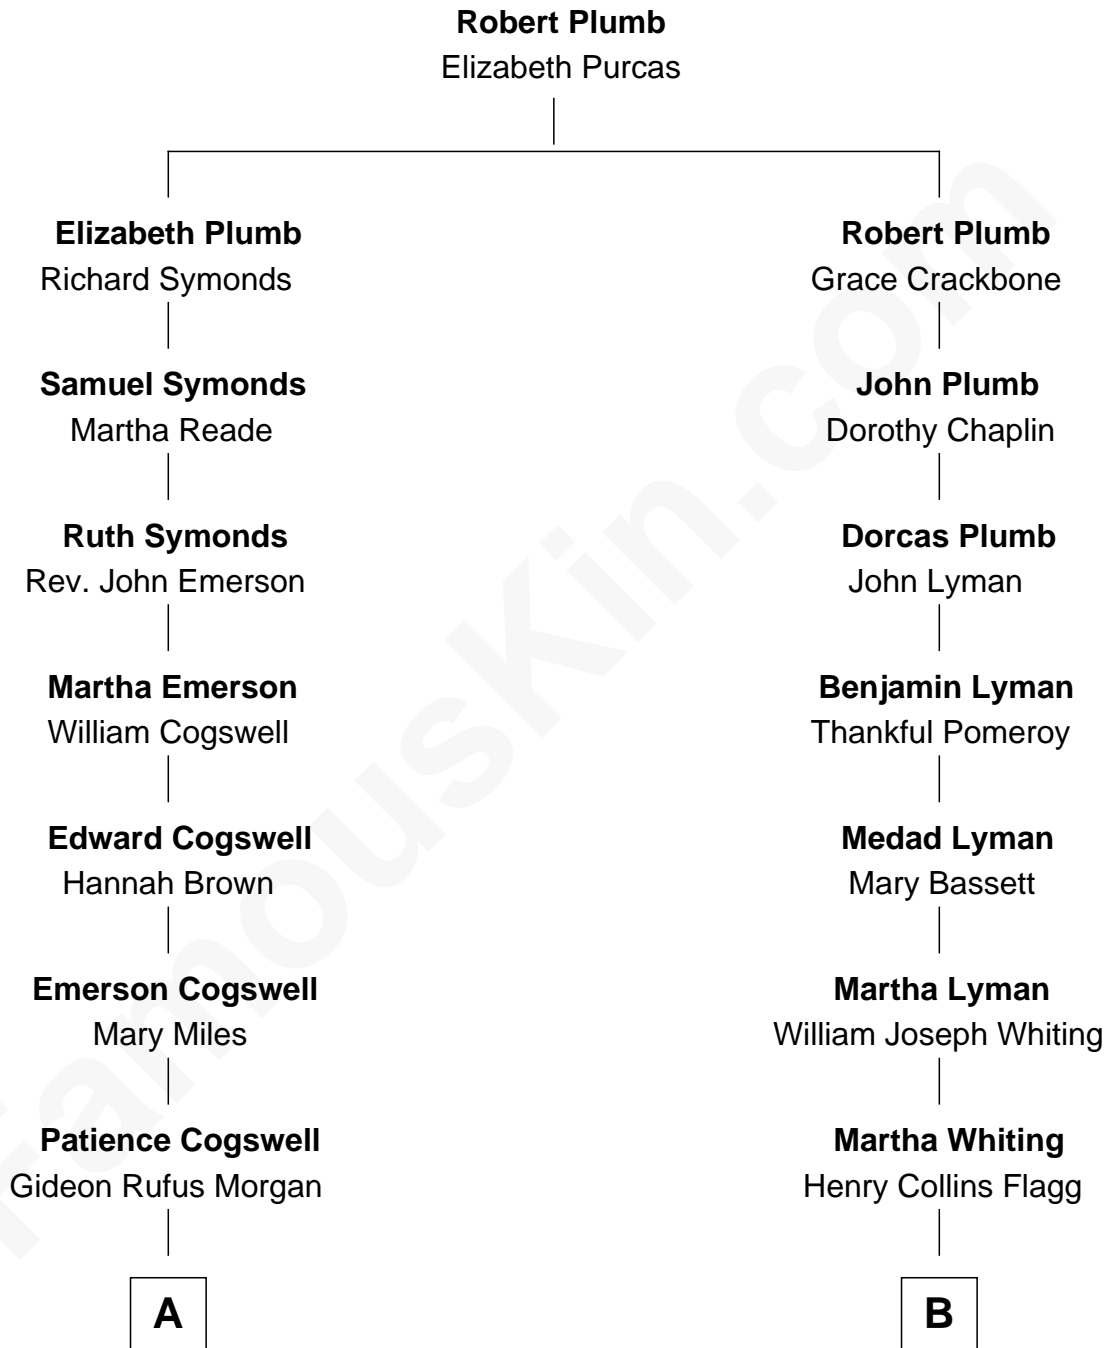 Robert Plumb
Elizabeth Purcas
Elizabeth Plumb
Richard Symonds
Robert Plumb
Grace Crackbone
Samuel Symonds
Martha Reade
John Plumb
Dorothy Chaplin
Ruth Symonds
Rev. John Emerson
Dorcas Plumb
John Lyman
Martha Emerson
William Cogswell
Benjamin Lyman
Thankful Pomeroy
Edward Cogswell
Hannah Brown
Medad Lyman
Mary Bassett
Emerson Cogswell
Mary Miles
Martha Lyman
William Joseph Whiting
Patience Cogswell
Gideon Rufus Morgan
Martha Whiting
Henry Collins Flagg
A
B
FamousKin.com